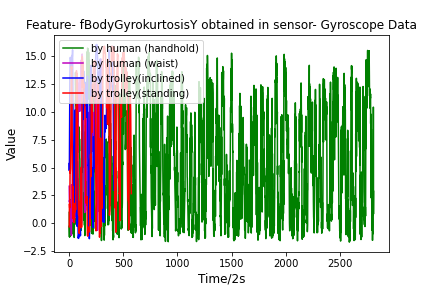 Feature- fBodyGyrokurtosisY obtained in sensor- Gyroscope Data
by human (handhold)
by human (waist)
by trolley(inclined)
by trolley(standing)
15.0
12.5
10.0
7.5
5.0
2.5
0.0
−2.5
Value
0 500 1000 1500 2000 2500
Time/2s